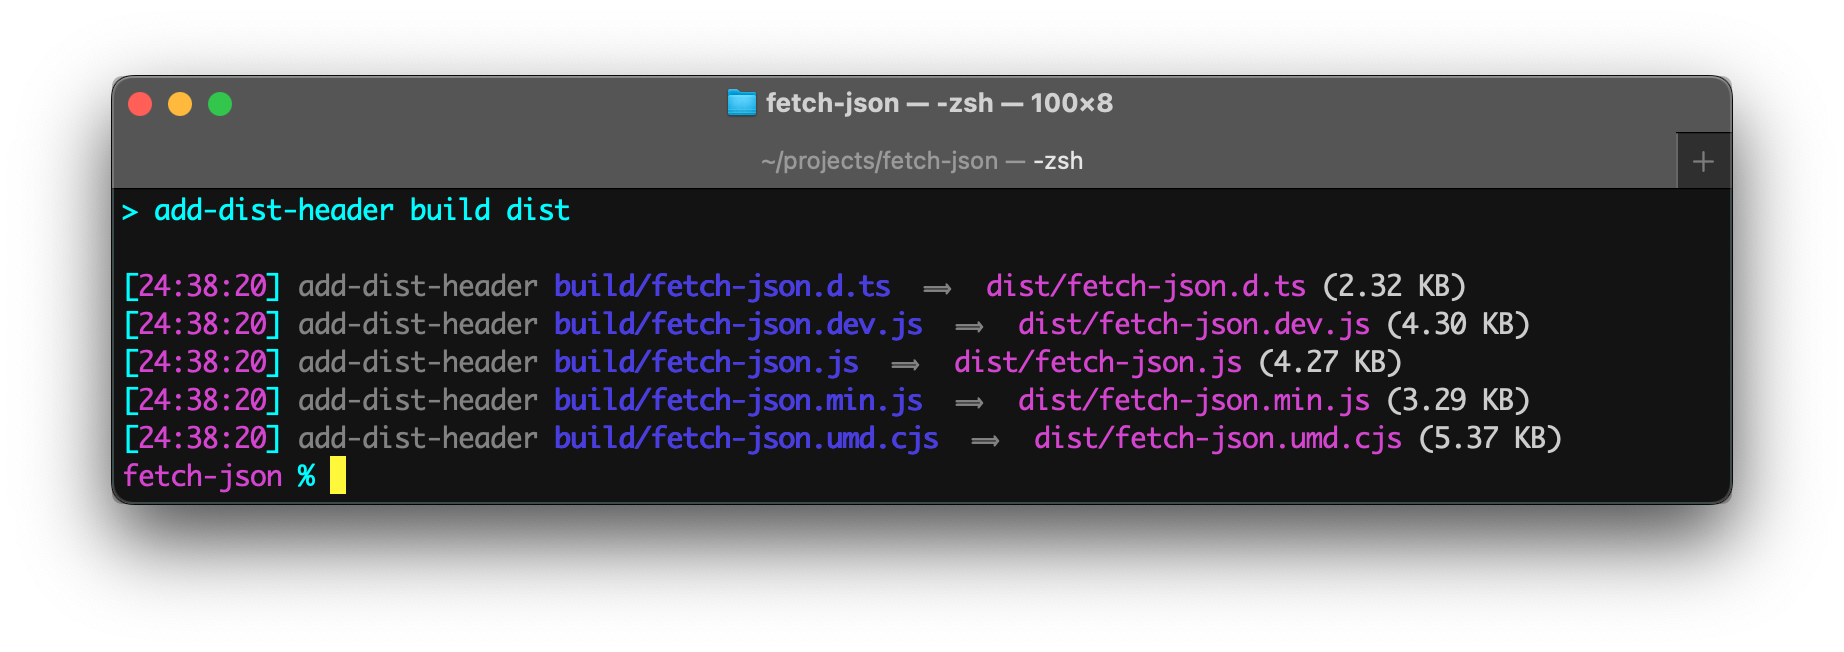 fetch-json — -zsh — 100×8
~/projects/fetch-json — -zsh
> add-dist-header build dist
[24:38:20] add-dist-header build/fetch-json.d.ts ⟹ dist/fetch-json.d.ts (2.32 KB)
[24:38:20] add-dist-header build/fetch-json.dev.js ⟹ dist/fetch-json.dev.js (4.30 KB)
[24:38:20] add-dist-header build/fetch-json.js ⟹ dist/fetch-json.js (4.27 KB)
[24:38:20] add-dist-header build/fetch-json.min.js ⟹ dist/fetch-json.min.js (3.29 KB)
[24:38:20] add-dist-header build/fetch-json.umd.cjs ⟹ dist/fetch-json.umd.cjs (5.37 KB)
fetch-json %